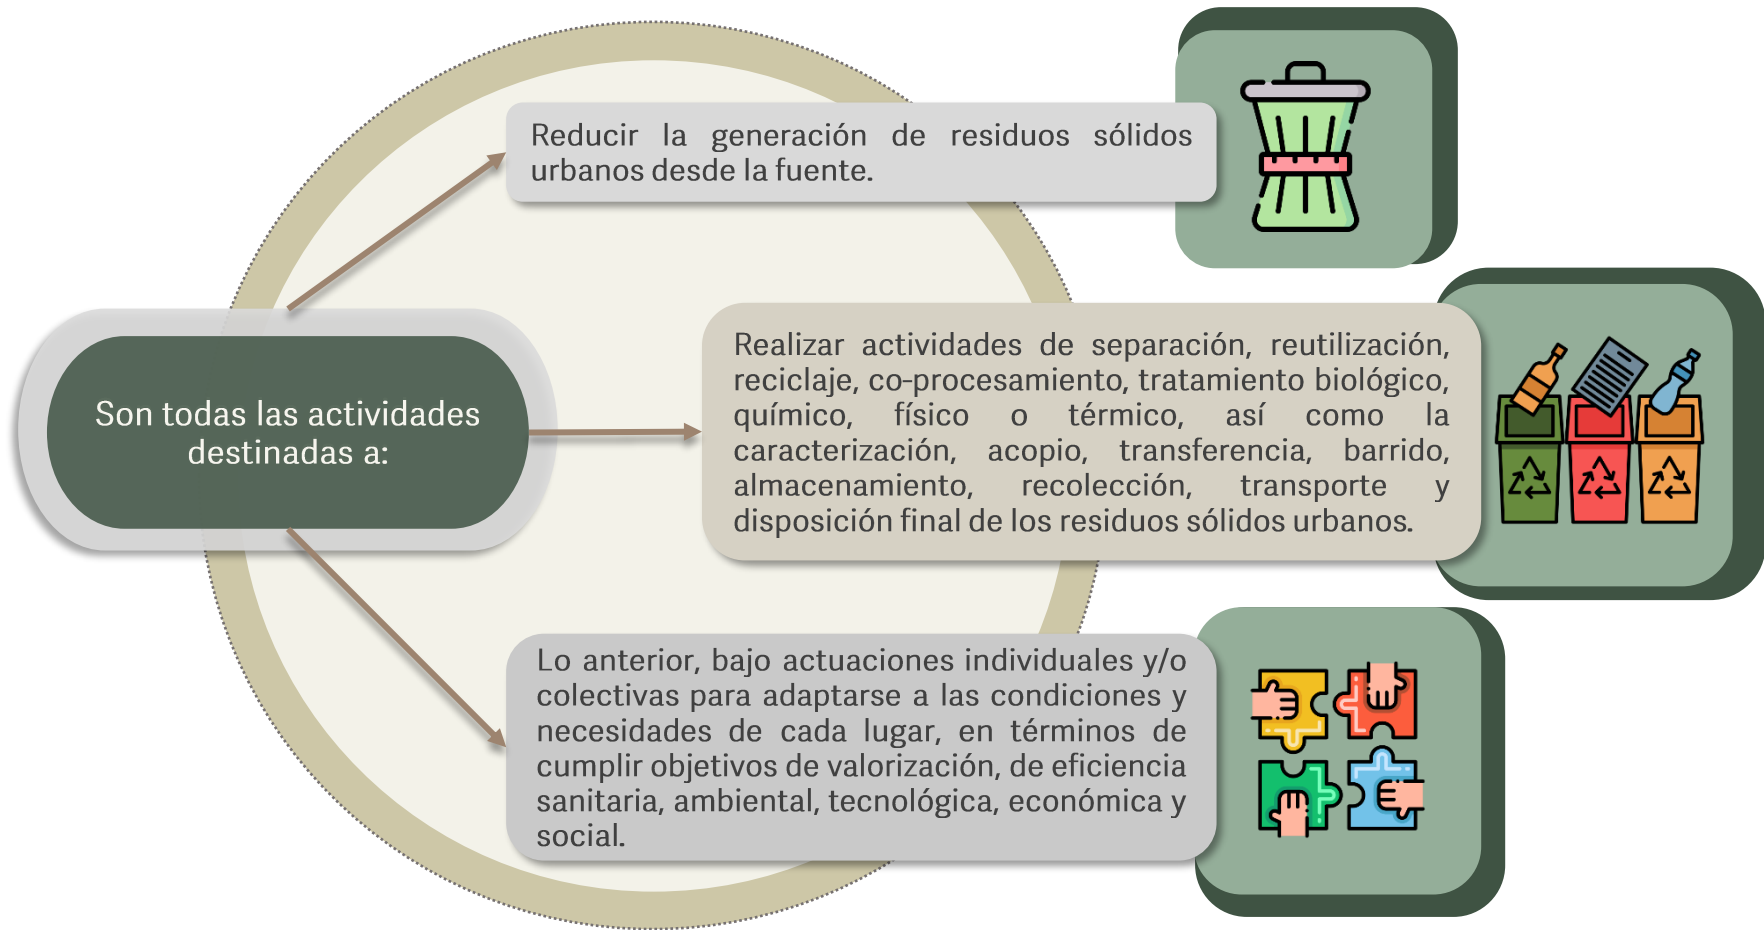 Reducir la generación de residuos sólidos
urbanos desde la fuente.
Son todas las actividades
destinadas a:
Realizar actividades de separación, reutilización,
reciclaje, co-procesamiento, tratamiento biológico,
químico, físico o térmico, así como la
caracterización, acopio, transferencia, barrido,
almacenamiento, recolección, transporte y
disposición final de los residuos sólidos urbanos.
Lo anterior, bajo actuaciones individuales y/o
colectivas para adaptarse a las condiciones y
necesidades de cada lugar, en términos de
cumplir objetivos de valorización, de eficiencia
sanitaria, ambiental, tecnológica, económica y
social.